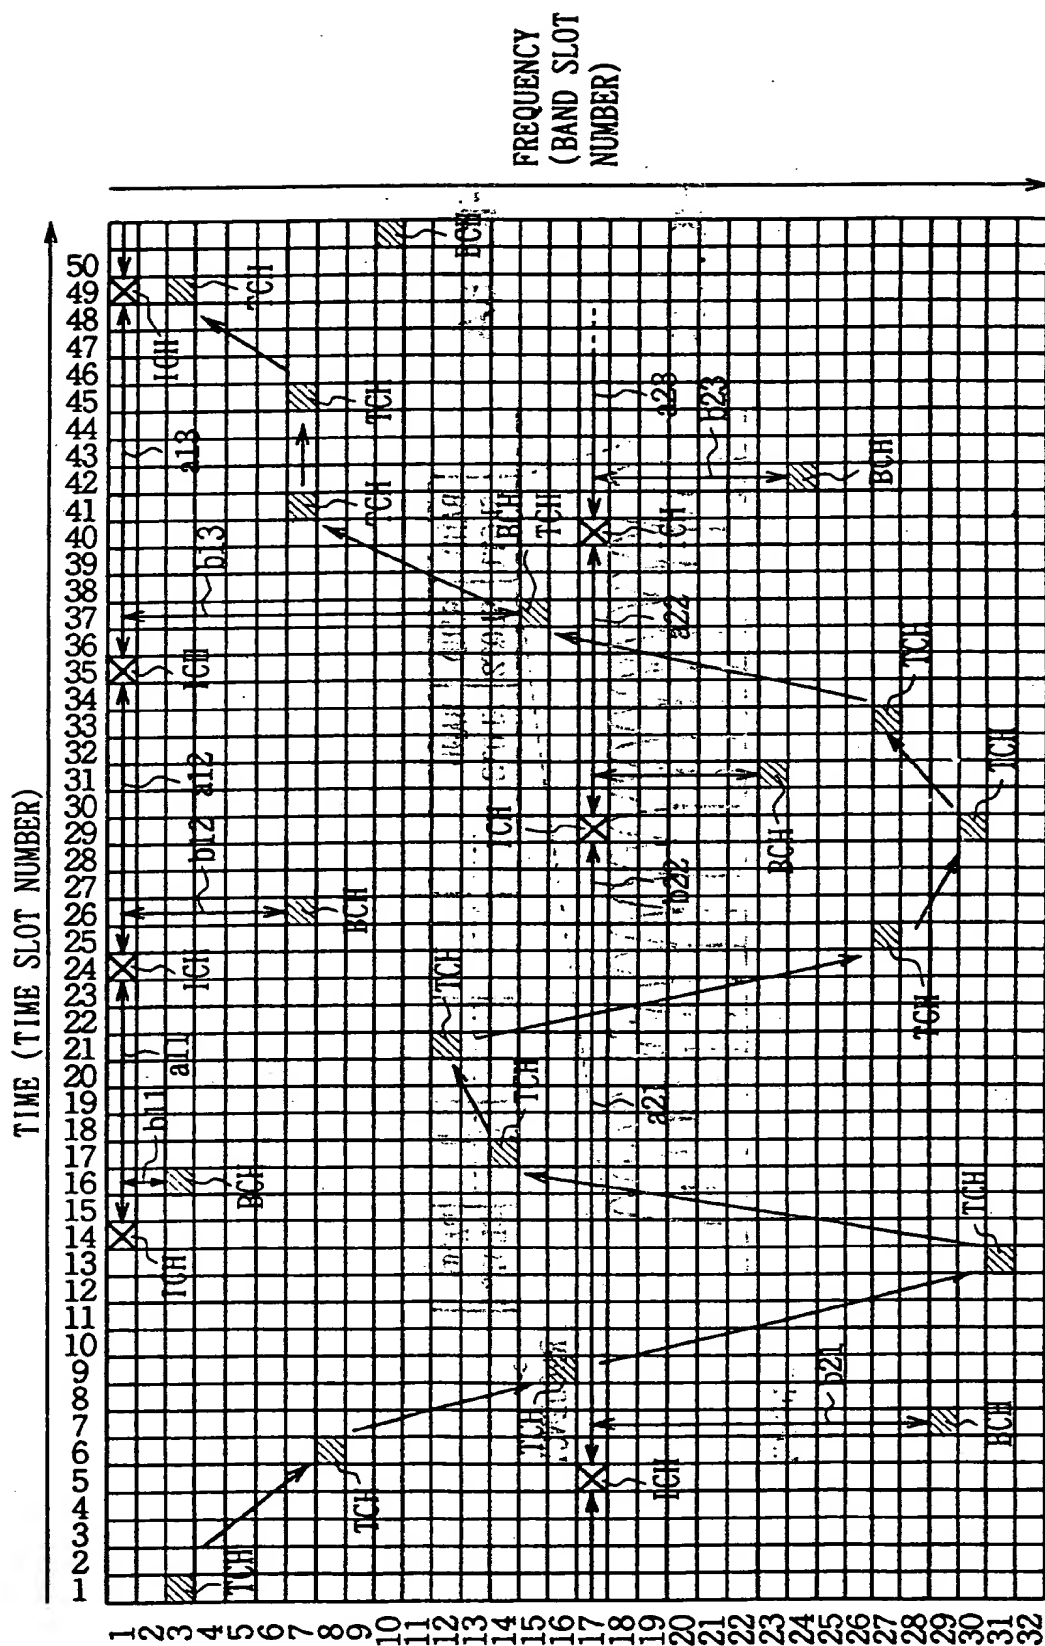 TIME (TIME SLOT NUMBER)
1 2 3 4 5 6 7 8 9 10 11 12 13 14 15 16 17 18 19 20 21 22 23 24 25 26 27 28 29 30 31 32 33 34 35 36 37 38 39 40 41 42 43 44 45 46 47 48 49 50
FREQUENCY
(BAND SLOT
NUMBER)
1
2
3
4
5
6
7
8
9
10
11
12
13
14
15
16
17
18
19
20
21
22
23
24
25
26
27
28
29
30
31
32
b11
a11
b12
a12
b13
a13
ICH
ICH
ICH
ICH
TCH
BCH
TCH
TCH
BCH
TCH
TCH
BCH
TCH
TCH
TCH
BCH
TCH
ICH
ICH
CH
a21
b22
a22
a23
b23
b21
BCH
BCH
BCH
TCH
TCH
TCH
TCH